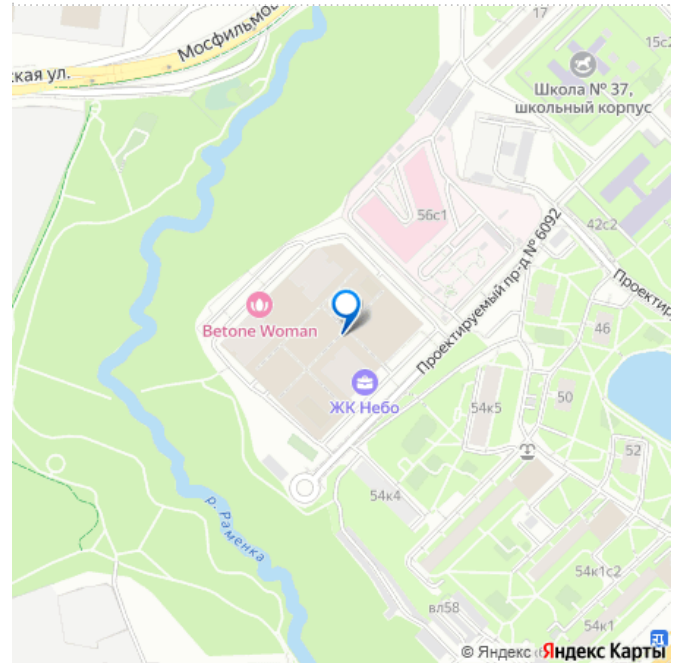 17
15с2
Мосфильмов
ская ул.
Школа № 37,
школьный корпус
56с1
42с2
Проектируемый пр-д № 6092
Проектир
Betone Woman
46
ЖК Небо
54к5
50
52
54к4
р. Раменка
54к1с2
вл58
54к1
© Яндекс
Яндекс Карты